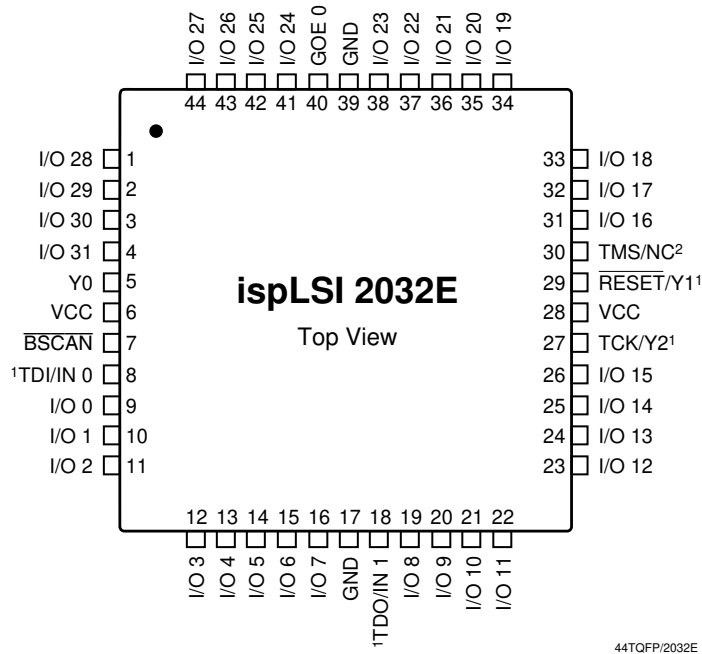 I/O 27
I/O 26
I/O 25
I/O 24
GOE 0
GND
I/O 23
I/O 22
I/O 21
I/O 20
I/O 19
44 43 42 41 40 39 38 37 36 35 34
I/O 28 1
I/O 29 2
I/O 30 3
I/O 31 4
Y0 5
VCC 6
BSCAN 7
¹TDI/IN 0 8
I/O 0 9
I/O 1 10
I/O 2 11
ispLSI 2032E
Top View
33 I/O 18
32 I/O 17
31 I/O 16
30 TMS/NC²
29 RESET/Y1¹
28 VCC
27 TCK/Y2¹
26 I/O 15
25 I/O 14
24 I/O 13
23 I/O 12
12 13 14 15 16 17 18 19 20 21 22
I/O 3
I/O 4
I/O 5
I/O 6
I/O 7
GND
¹TDO/IN 1
I/O 8
I/O 9
I/O 10
I/O 11
44TQFP/2032E